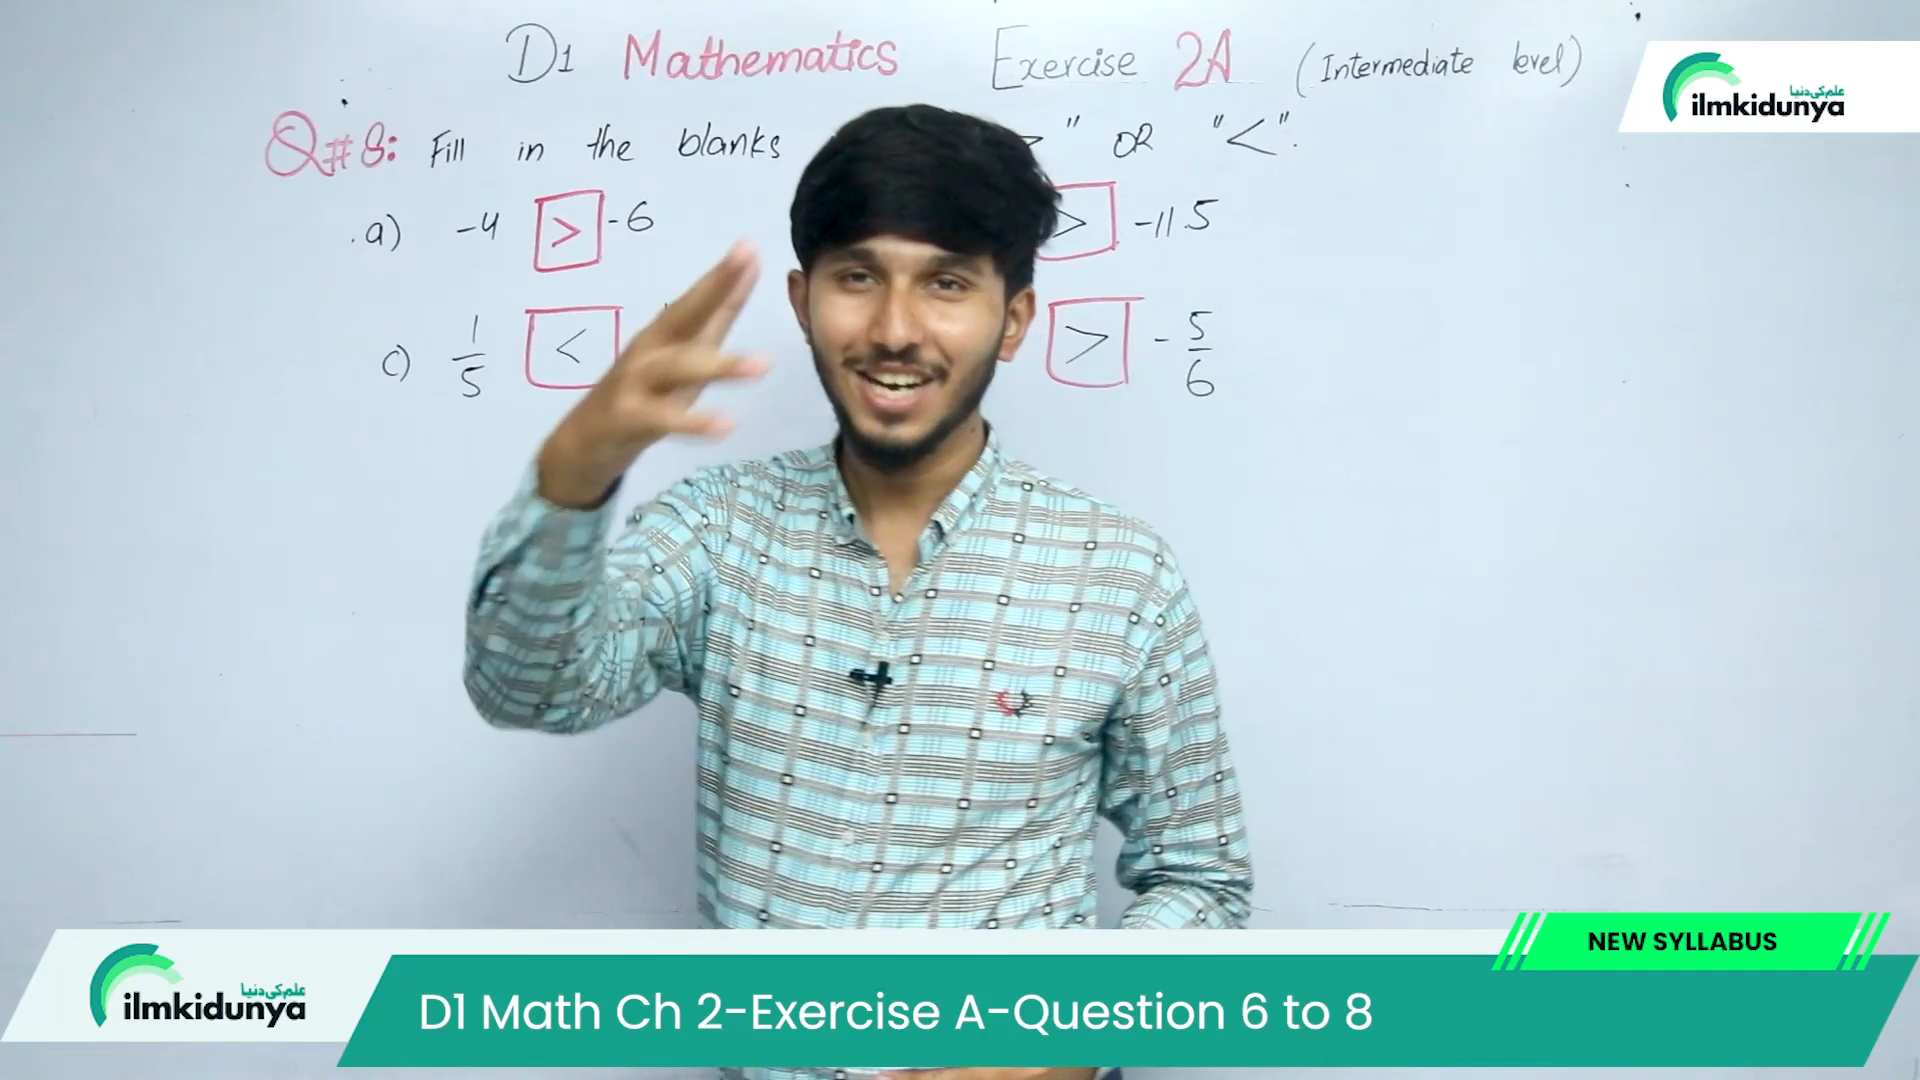 D1 Mathematics Exercise 2A (Intermediate level)
علم کی دنیا
ilmkidunya
Q#8: Fill in the blanks > " OR "<".
a) -4 > -6 > -11.5
c) 1/5 < > - 5/6
NEW SYLLABUS
علم کی دنیا
ilmkidunya
D1 Math Ch 2-Exercise A-Question 6 to 8